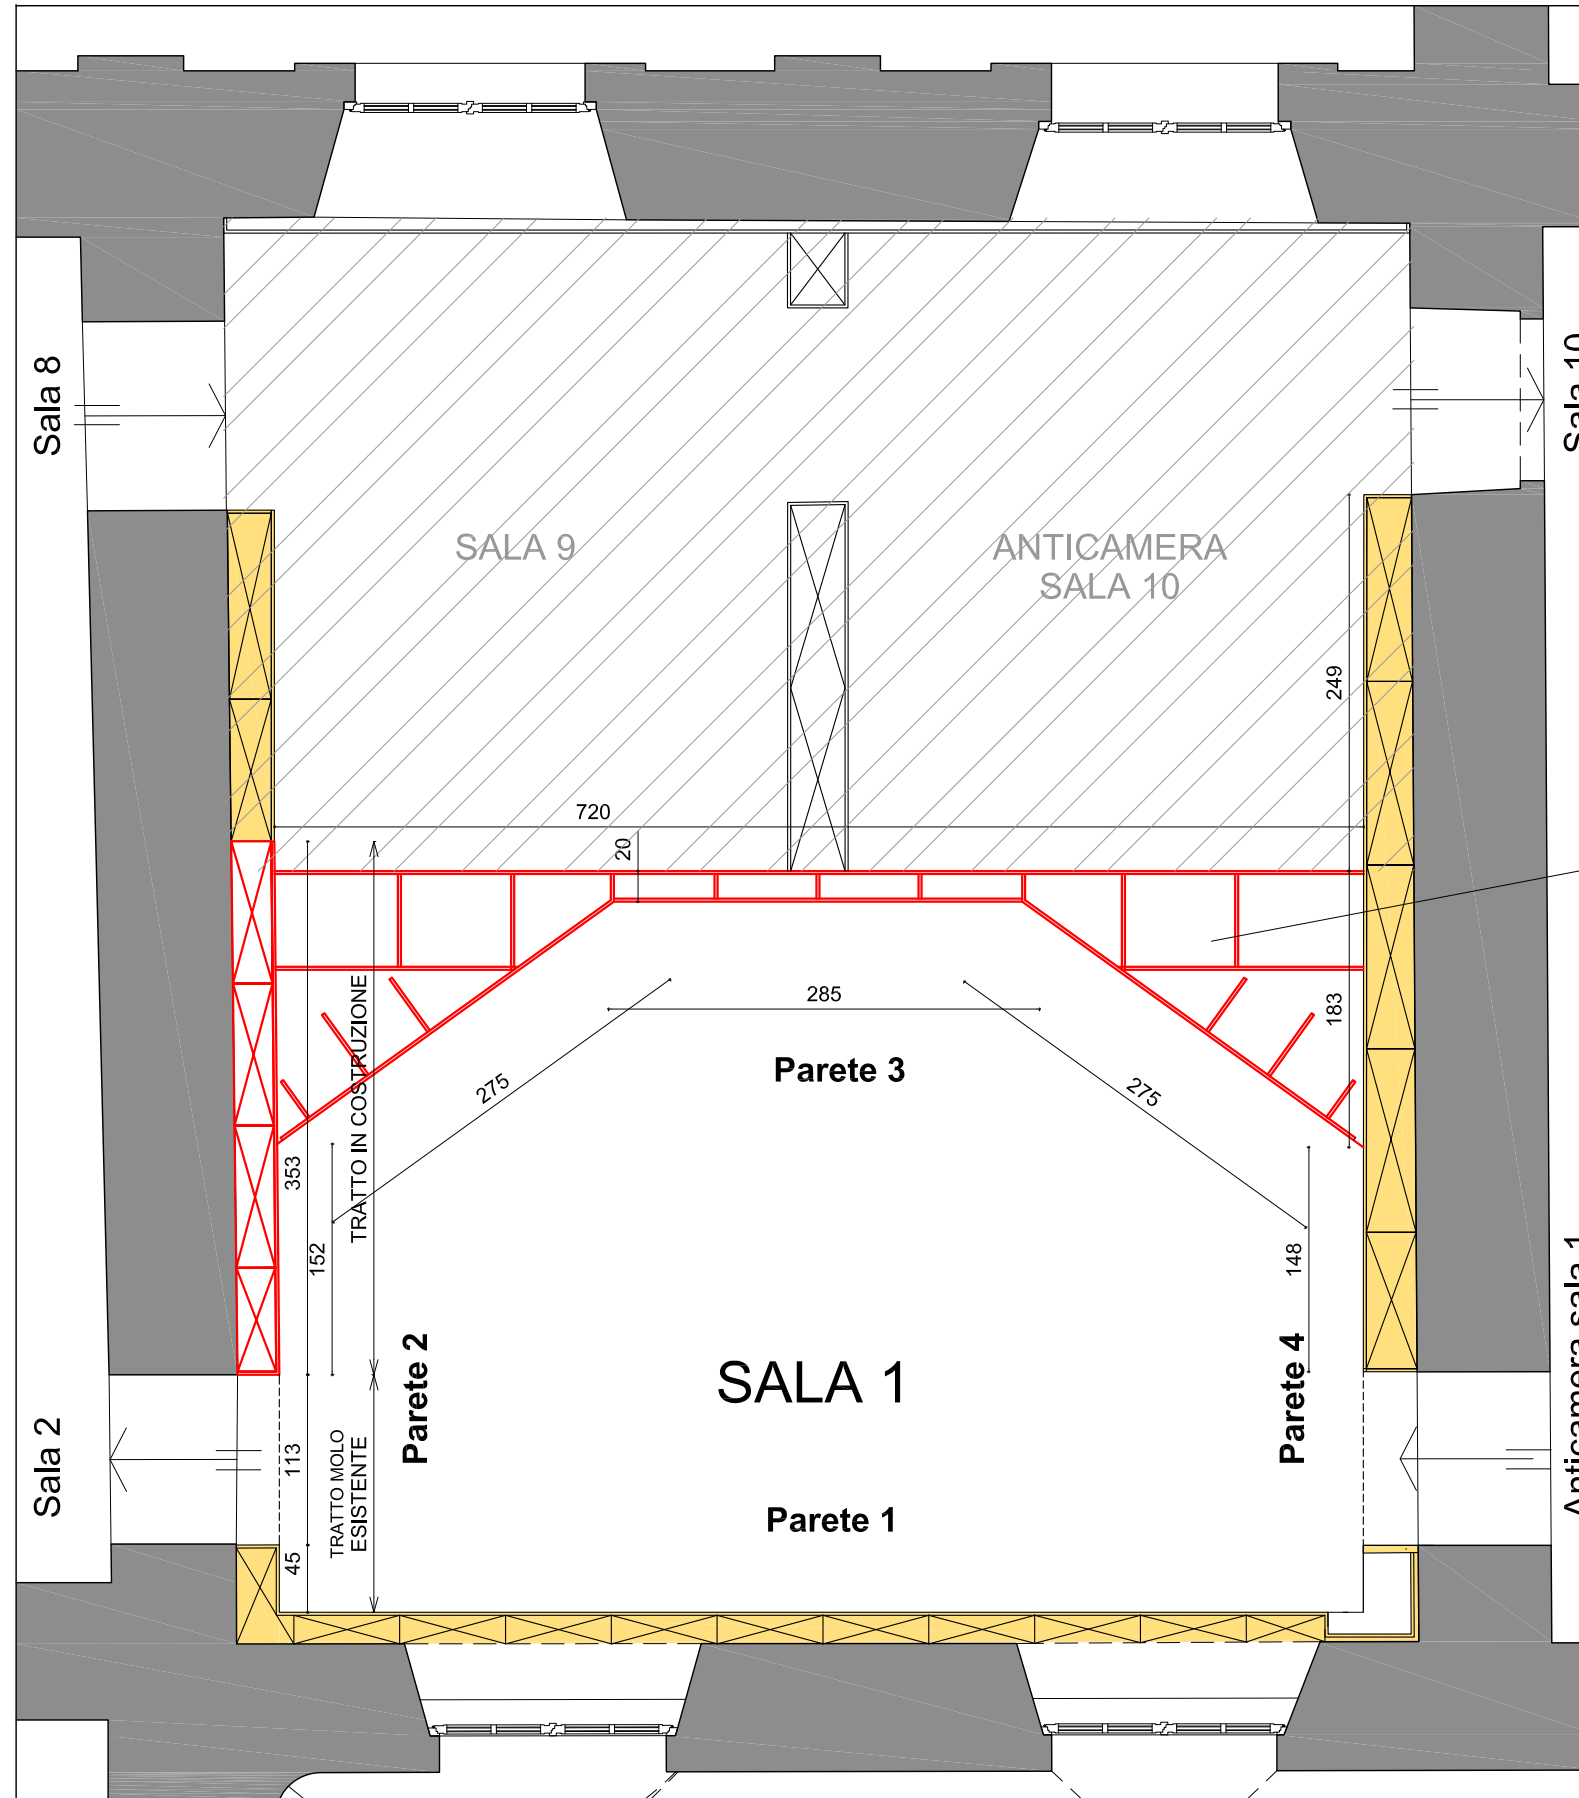 Sala 8
Sala 10
SALA 9
ANTICAMERA
SALA 10
249
720
20
285
183
275
275
Parete 3
TRATTO IN COSTRUZIONE
353
152
148
Parete 2
SALA 1
Parete 4
Sala 2
113
TRATTO MOLO
ESISTENTE
45
Parete 1
Anticamera sala 1